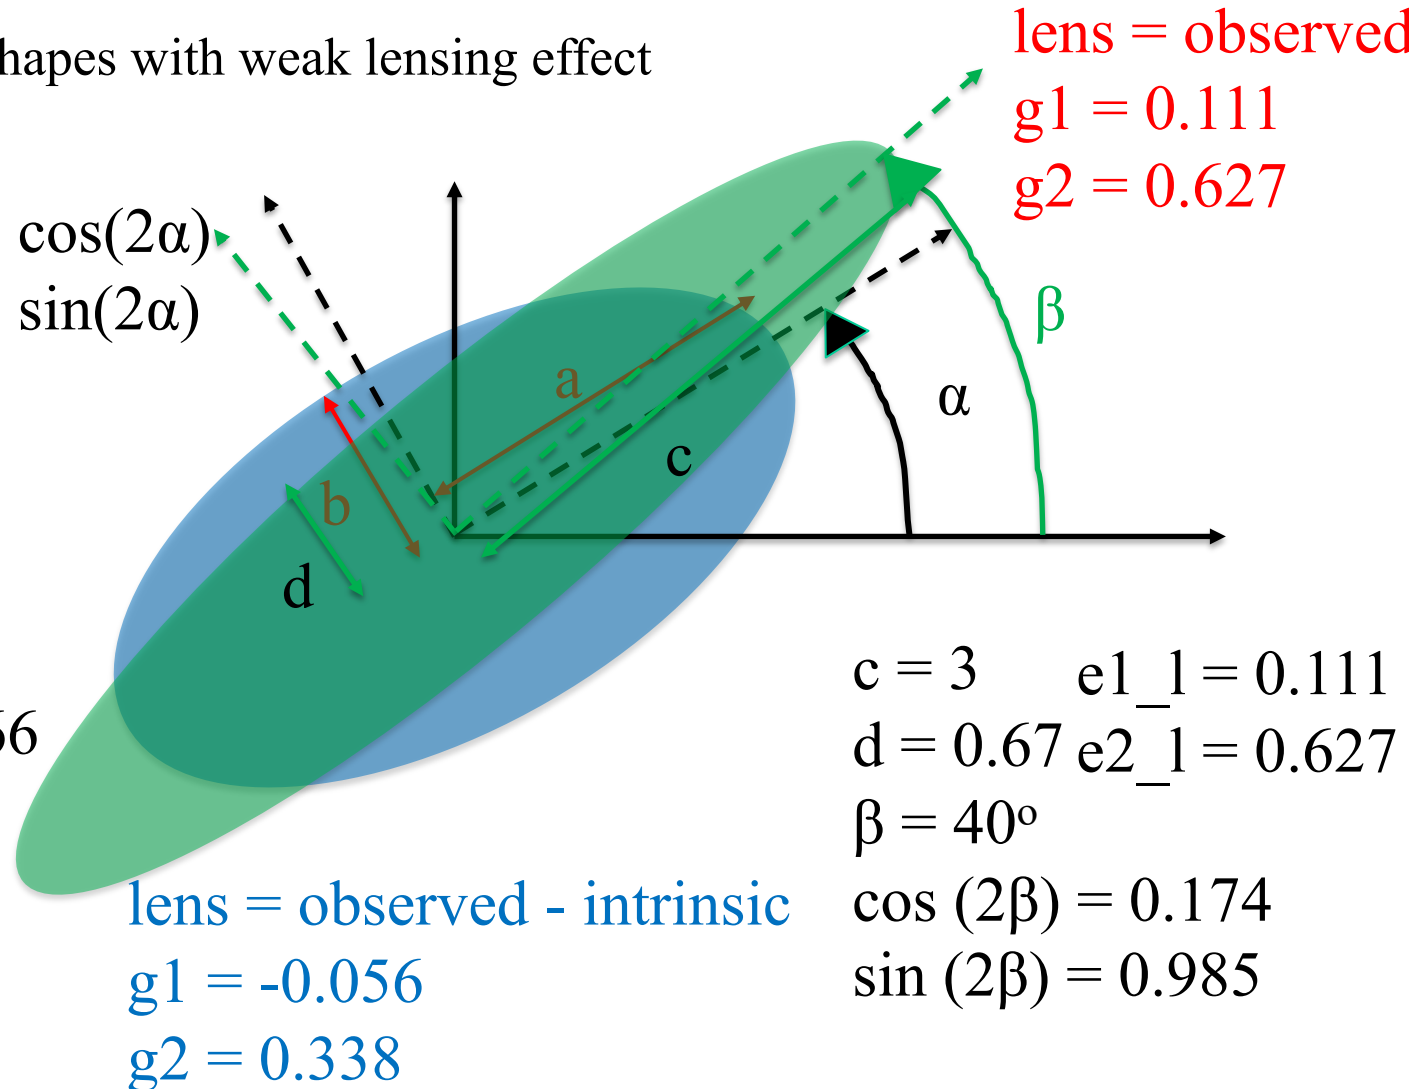 hapes with weak lensing effect
lens = observed
g1 = 0.111
g2 = 0.627
cos(2α)
sin(2α)
β
α
a
c
b
d
66
c = 3
d = 0.67
β = 40º
cos (2β) = 0.174
sin (2β) = 0.985
e1_l = 0.111
e2_l = 0.627
lens = observed - intrinsic
g1 = -0.056
g2 = 0.338